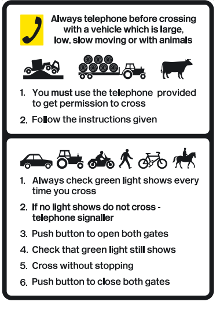 Always telephone before crossing
with a vehicle which is large,
low, slow moving or with animals
1. You must use the telephone provided
to get permission to cross
2. Follow the instructions given
1. Always check green light shows every
time you cross
2. If no light shows do not cross -
telephone signaller
3. Push button to open both gates
4. Check that green light still shows
5. Cross without stopping
6. Push button to close both gates